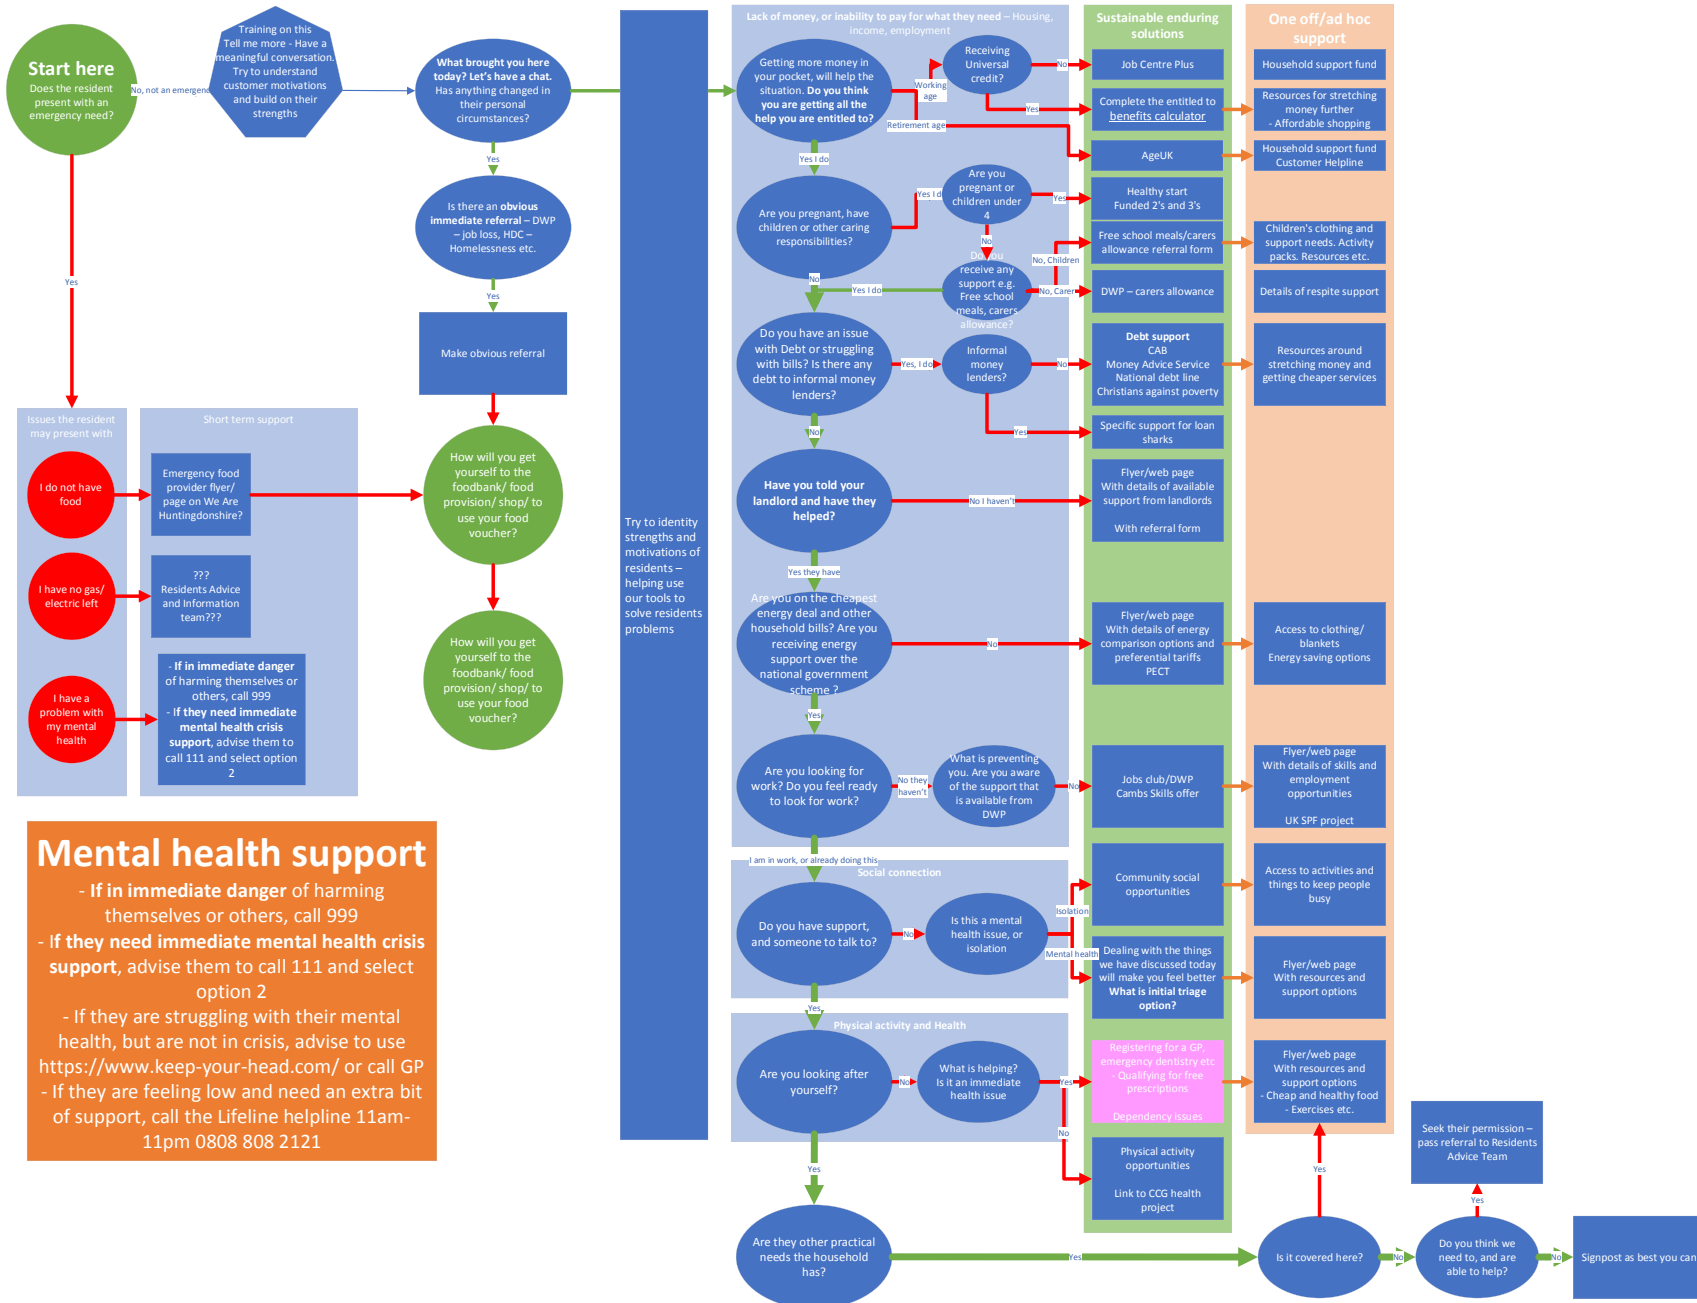 Start here
Does the resident
present with an
emergency need?
No, not an emergenc
Training on this
Tell me more - Have a
meaningful conversation.
Try to understand
customer motivations
and build on their
strengths
What brought you here
today? Let's have a chat.
Has anything changed in
their personal
circumstances?
Yes
Is there an obvious
immediate referral – DWP
– job loss, HDC –
Homelessness etc.
Yes
Make obvious referral
How will you get
yourself to the
foodbank/ food
provision/ shop/ to
use your food
voucher?
How will you get
yourself to the
foodbank/ food
provision/ shop/ to
use your food
voucher?
Yes
Issues the resident
may present with
Short term support
I do not have
food
Emergency food
provider flyer/
page on We Are
Huntingdonshire?
I have no gas/
electric left
???
Residents Advice
and Information
team???
I have a
problem with
my mental
health
- If in immediate danger
of harming themselves or
others, call 999
- If they need immediate
mental health crisis
support, advise them to
call 111 and select option
2
Mental health support
- If in immediate danger of harming
themselves or others, call 999
- If they need immediate mental health crisis
support, advise them to call 111 and select
option 2
- If they are struggling with their mental
health, but are not in crisis, advise to use
https://www.keep-your-head.com/ or call GP
- If they are feeling low and need an extra bit
of support, call the Lifeline helpline 11am-
11pm 0808 808 2121
Try to identity
strengths and
motivations of
residents –
helping use
our tools to
solve residents
problems
Lack of money, or inability to pay for what they need – Housing,
income, employment
Getting more money in
your pocket, will help the
situation. Do you think
you are getting all the
help you are entitled to?
Working
age
Retirement age
Receiving
Universal
credit?
No
Yes
Yes I do
Are you pregnant, have
children or other caring
responsibilities?
Yes I d
Are you
pregnant or
children under
4
Yes
No
Do you
receive any
support e.g.
Free school
meals, carers
allowance?
No, Children
No, Carer
Yes I do
No
Do you have an issue
with Debt or struggling
with bills? Is there any
debt to informal money
lenders?
Yes, I do
Informal
money
lenders?
No
Yes
No
Have you told your
landlord and have they
helped?
No I haven't
Yes they have
Are you on the cheapest
energy deal and other
household bills? Are you
receiving energy
support over the
national government
scheme ?
No
Yes
Are you looking for
work? Do you feel ready
to look for work?
No they
haven't
What is preventing
you. Are you aware
of the support that
is available from
DWP
No
I am in work, or already doing this
Social connection
Do you have support,
and someone to talk to?
No
Is this a mental
health issue, or
isolation
Isolation
Mental health
Yes
Physical activity and Health
Are you looking after
yourself?
No
What is helping?
Is it an immediate
health issue
Yes
No
Yes
Are they other practical
needs the household
has?
Yes
Sustainable enduring
solutions
Job Centre Plus
Complete the entitled to
benefits calculator
AgeUK
Healthy start
Funded 2's and 3's
Free school meals/carers
allowance referral form
DWP – carers allowance
Debt support
CAB
Money Advice Service
National debt line
Christians against poverty
Specific support for loan
sharks
Flyer/web page
With details of available
support from landlords
With referral form
Flyer/web page
With details of energy
comparison options and
preferential tariffs
PECT
Jobs club/DWP
Cambs Skills offer
Community social
opportunities
Dealing with the things
we have discussed today
will make you feel better
What is initial triage
option?
Registering for a GP,
emergency dentistry etc
- Qualifying for free
prescriptions
Dependency issues
Physical activity
opportunities
Link to CCG health
project
One off/ad hoc
support
Household support fund
Resources for stretching
money further
- Affordable shopping
Household support fund
Customer Helpline
Children's clothing and
support needs. Activity
packs. Resources etc.
Details of respite support
Resources around
stretching money and
getting cheaper services
Access to clothing/
blankets
Energy saving options
Flyer/web page
With details of skills and
employment
opportunities
UK SPF project
Access to activities and
things to keep people
busy
Flyer/web page
With resources and
support options
Flyer/web page
With resources and
support options
- Cheap and healthy food
- Exercises etc.
Yes
Is it covered here?
No
Seek their permission –
pass referral to Residents
Advice Team
Yes
Do you think we
need to, and are
able to help?
No
Signpost as best you can